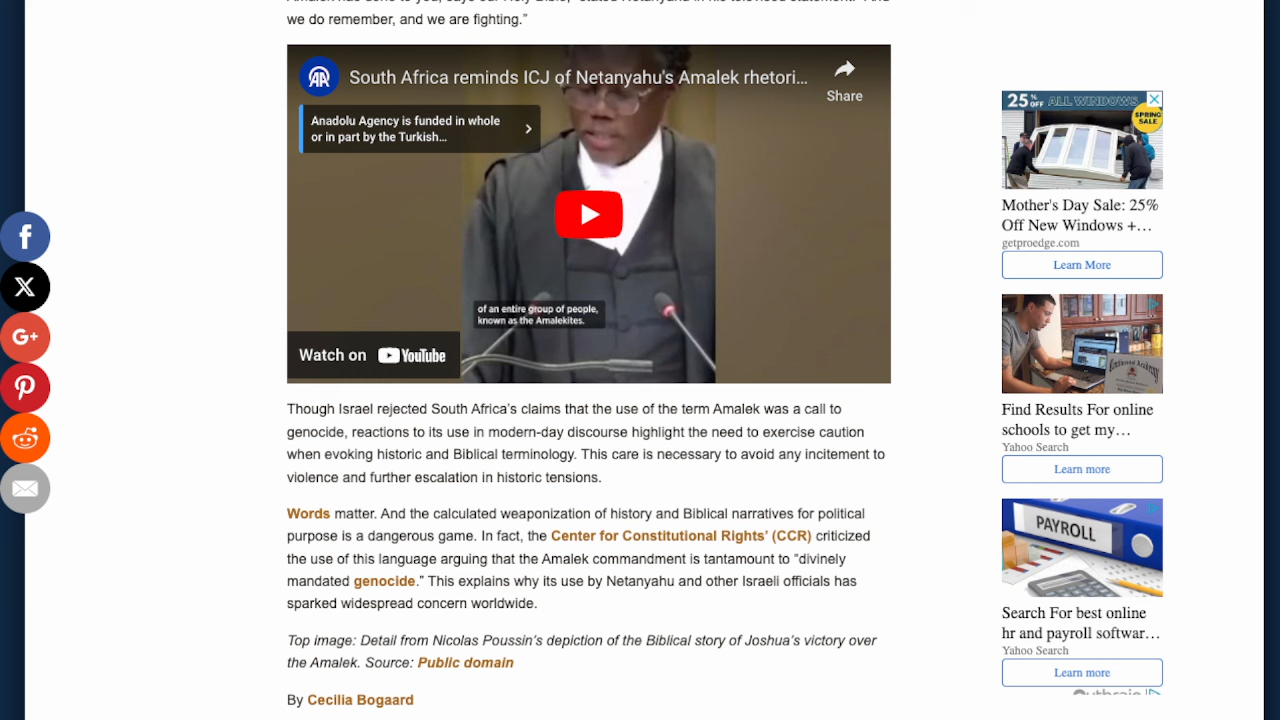 we do remember, and we are fighting.”
South Africa reminds ICJ of Netanyahu's Amalek rhetori...
Share
Anadolu Agency is funded in whole
or in part by the Turkish...
of an entire group of people,
known as the Amalekites.
Watch on YouTube
Though Israel rejected South Africa’s claims that the use of the term Amalek was a call to
genocide, reactions to its use in modern-day discourse highlight the need to exercise caution
when evoking historic and Biblical terminology. This care is necessary to avoid any incitement to
violence and further escalation in historic tensions.
Words matter. And the calculated weaponization of history and Biblical narratives for political
purpose is a dangerous game. In fact, the Center for Constitutional Rights’ (CCR) criticized
the use of this language arguing that the Amalek commandment is tantamount to “divinely
mandated genocide.” This explains why its use by Netanyahu and other Israeli officials has
sparked widespread concern worldwide.
Top image: Detail from Nicolas Poussin’s depiction of the Biblical story of Joshua’s victory over
the Amalek. Source: Public domain
By Cecilia Bogaard
25% OFF ALL WINDOWS
SPRING
SALE
Mother's Day Sale: 25%
Off New Windows +...
getproedge.com
Learn More
Find Results For online
schools to get my...
Yahoo Search
Learn more
PAYROLL
Search For best online
hr and payroll softwar...
Yahoo Search
Learn more
f
X
G+